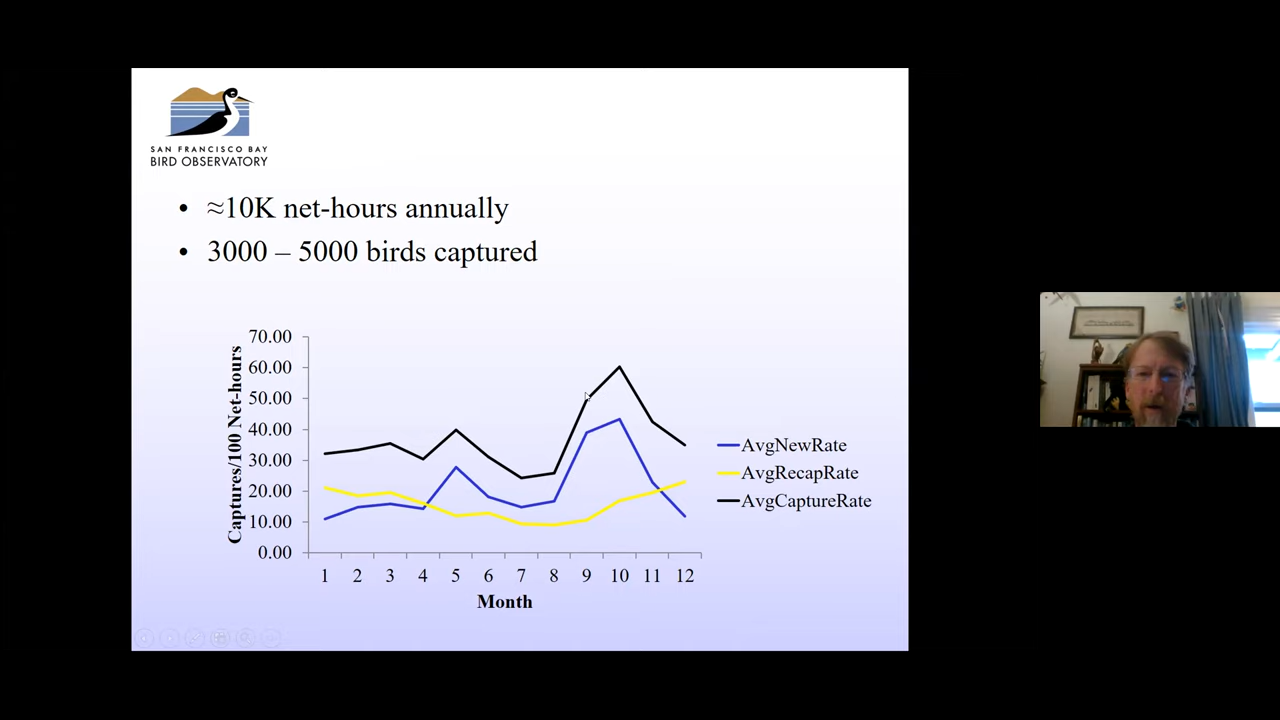 SAN FRANCISCO BAY
BIRD OBSERVATORY
• ≈10K net-hours annually
• 3000 – 5000 birds captured
Captures/100 Net-hours
70.00
60.00
50.00
40.00
30.00
20.00
10.00
0.00
1 2 3 4 5 6 7 8 9 10 11 12
Month
AvgNewRate
AvgRecapRate
AvgCaptureRate